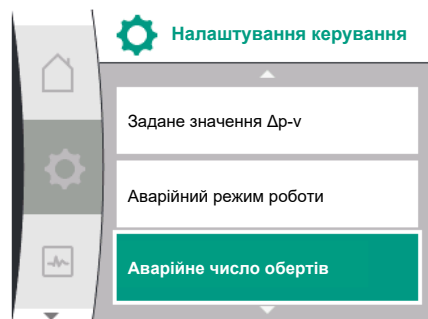 Налаштування керування
Задане значення Δp-v
Аварійний режим роботи
Аварійне число обертів